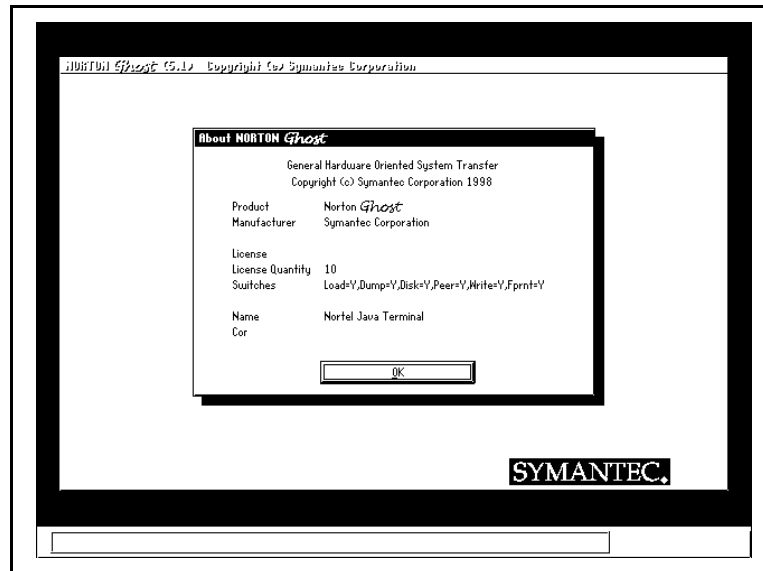 NORTON Ghost (5.1) Copyright (c) Symantec Corporation
About NORTON Ghost
General Hardware Oriented System Transfer
Copyright (c) Symantec Corporation 1998
Product Norton Ghost
Manufacturer Symantec Corporation
License
License Quantity 10
Switches Load=Y,Dump=Y,Disk=Y,Peer=Y,Write=Y,Fprnt=Y
Name Nortel Java Terminal
Cor
OK
SYMANTEC.